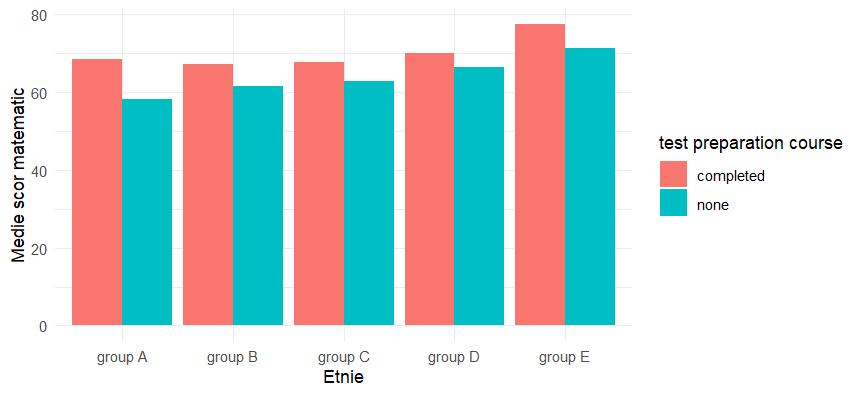 80
60
40
20
0
Medie scor matematic
group A
group B
group C
group D
group E
Etnie
test preparation course
completed
none